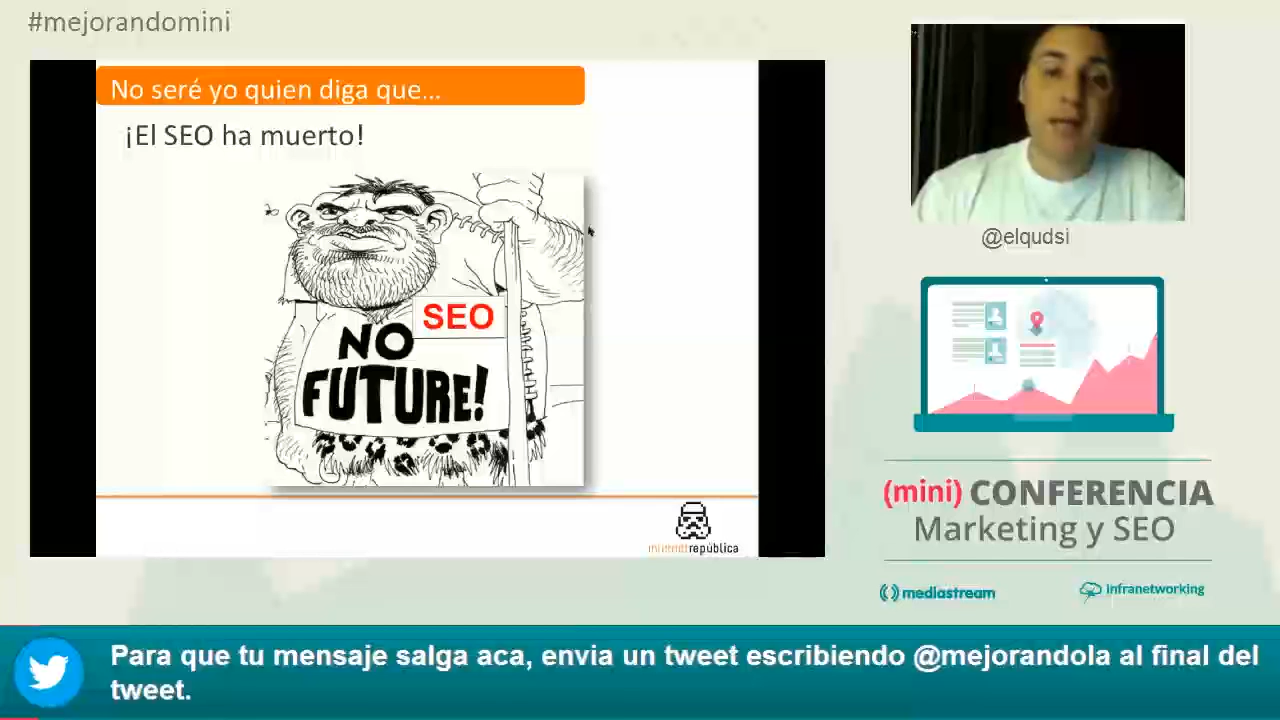 #mejorandomini
No seré yo quien diga que...
¡El SEO ha muerto!
SEO
NO
FUTURE!
internetrepública
@elqudsi
(mini) CONFERENCIA
Marketing y SEO
mediastream
infranetworking
Para que tu mensaje salga aca, envia un tweet escribiendo @mejorandola al final del
tweet.